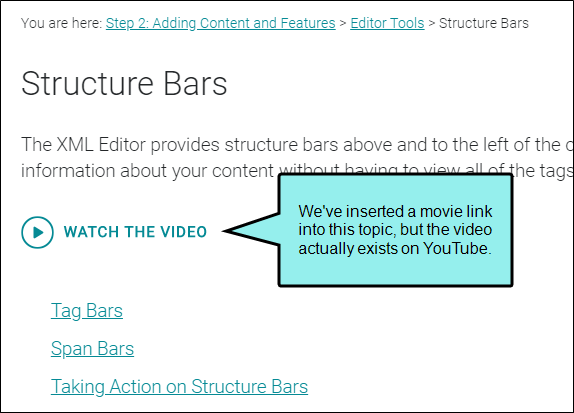 You are here: Step 2: Adding Content and Features > Editor Tools > Structure Bars
Structure Bars
The XML Editor provides structure bars above and to the left of the
information about your content without having to view all of the tags
WATCH THE VIDEO
We've inserted a movie link
into this topic, but the video
actually exists on YouTube.
Tag Bars
Span Bars
Taking Action on Structure Bars